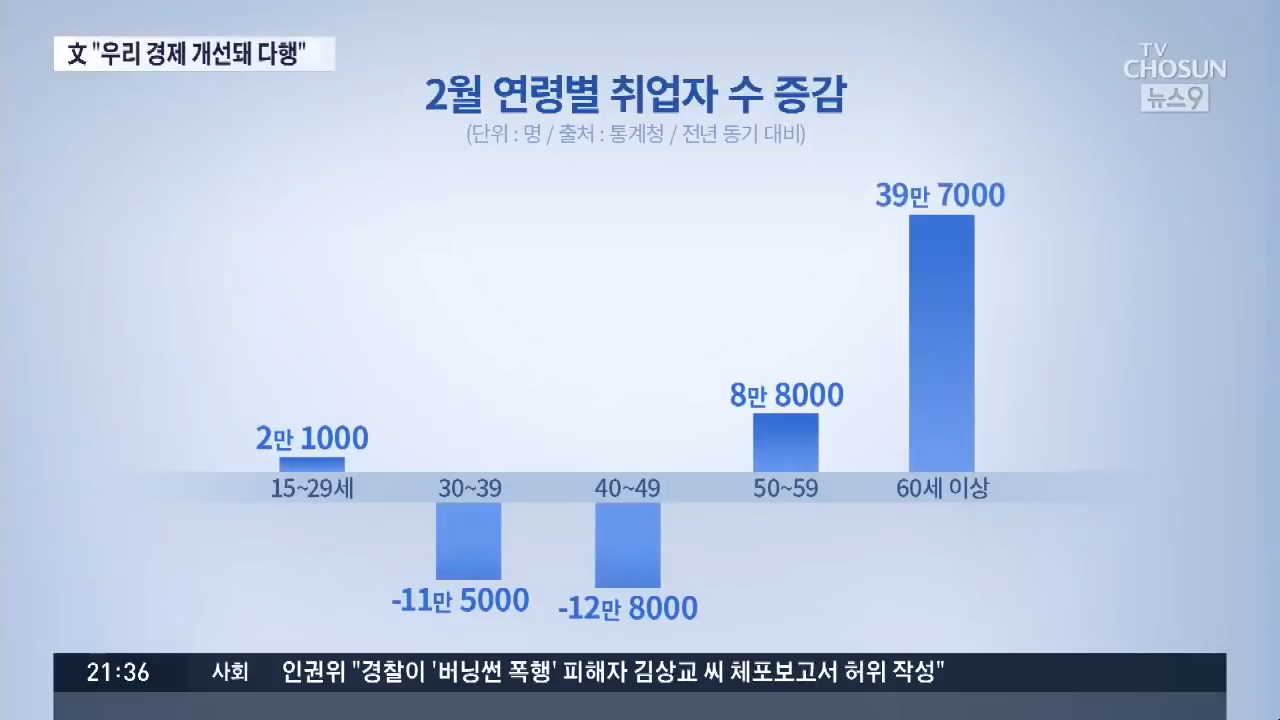 文 "우리 경제 개선돼 다행"
TV
CHOSUN
뉴스9
2월 연령별 취업자 수 증감
(단위 : 명 / 출처 : 통계청 / 전년 동기 대비)
39만 7000
8만 8000
2만 1000
15~29세
30~39
40~49
50~59
60세 이상
-11만 5000
-12만 8000
21:36 사회 인권위 "경찰이 '버닝썬 폭행' 피해자 김상교 씨 체포보고서 허위 작성"